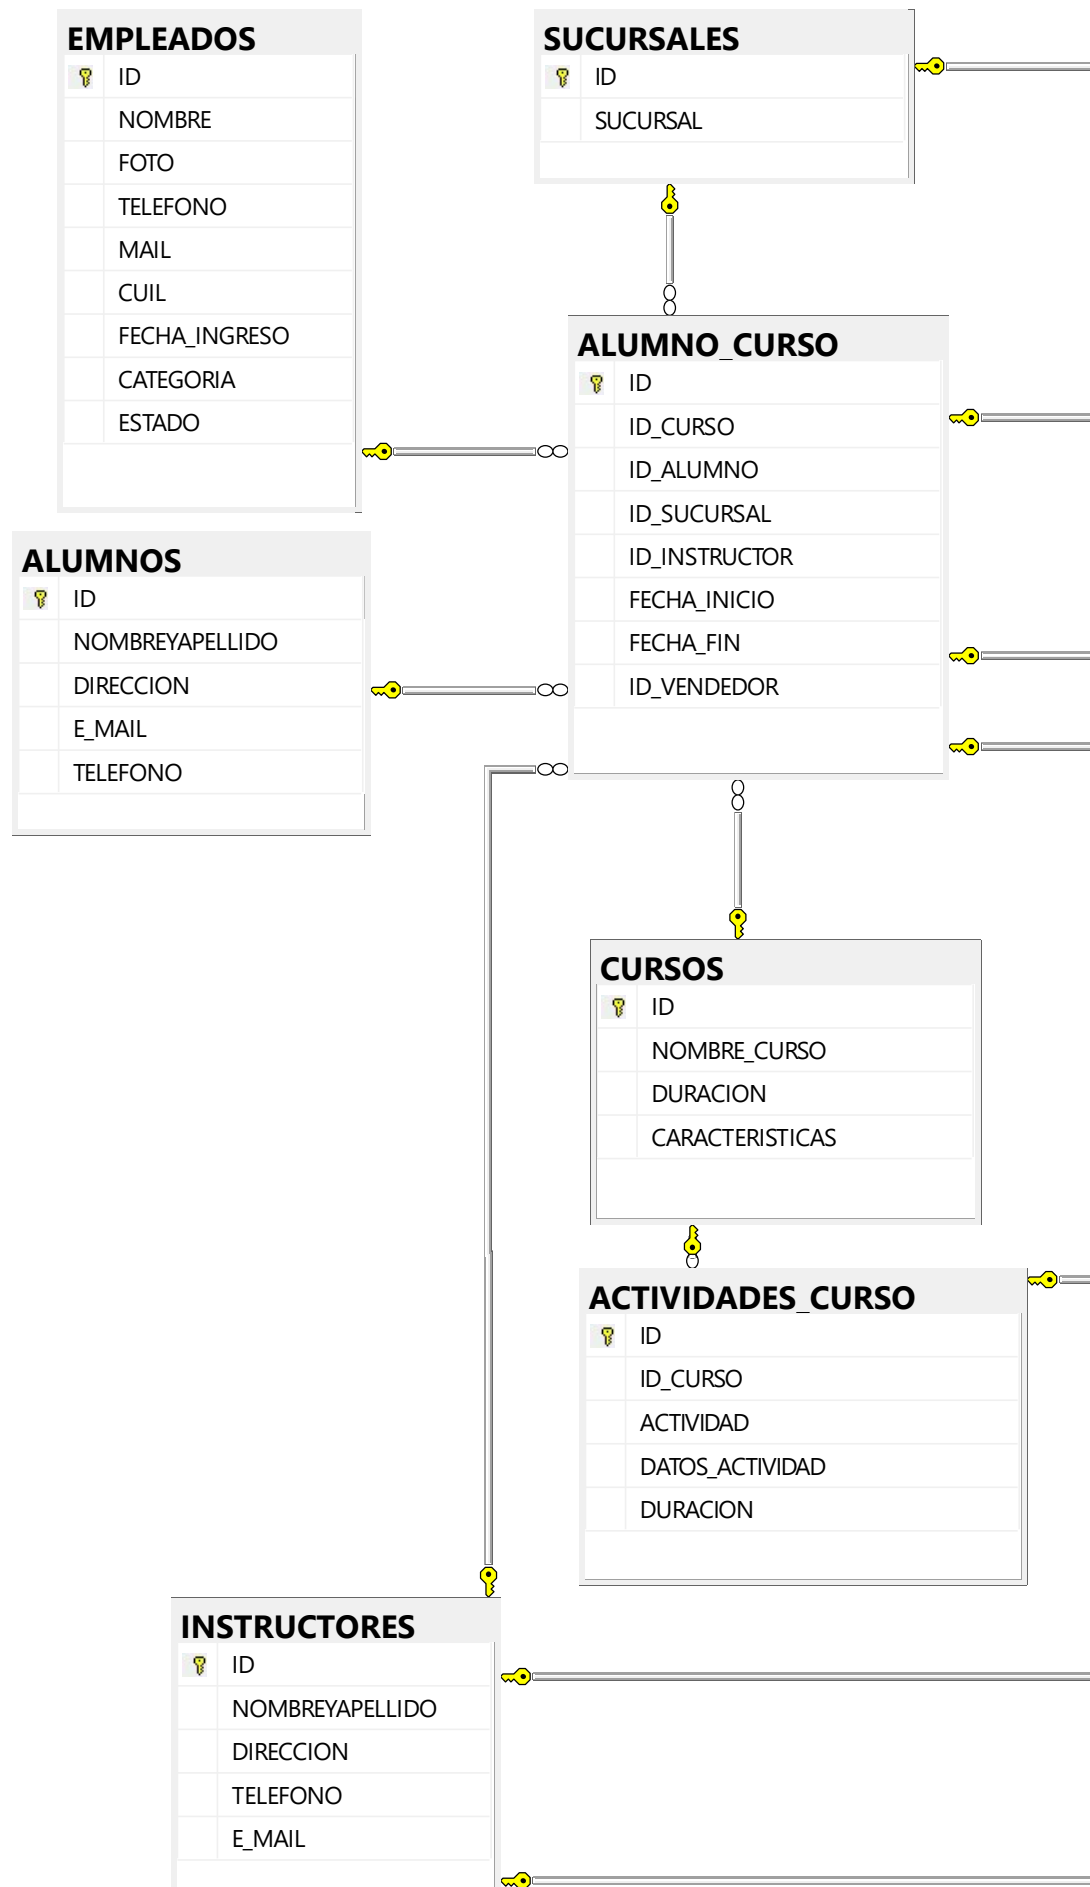 EMPLEADOS
ID
NOMBRE
FOTO
TELEFONO
MAIL
CUIL
FECHA_INGRESO
CATEGORIA
ESTADO
SUCURSALES
ID
SUCURSAL
ALUMNO_CURSO
ID
ID_CURSO
ID_ALUMNO
ID_SUCURSAL
ID_INSTRUCTOR
FECHA_INICIO
FECHA_FIN
ID_VENDEDOR
ALUMNOS
ID
NOMBREYAPELLIDO
DIRECCION
E_MAIL
TELEFONO
CURSOS
ID
NOMBRE_CURSO
DURACION
CARACTERISTICAS
ACTIVIDADES_CURSO
ID
ID_CURSO
ACTIVIDAD
DATOS_ACTIVIDAD
DURACION
INSTRUCTORES
ID
NOMBREYAPELLIDO
DIRECCION
TELEFONO
E_MAIL